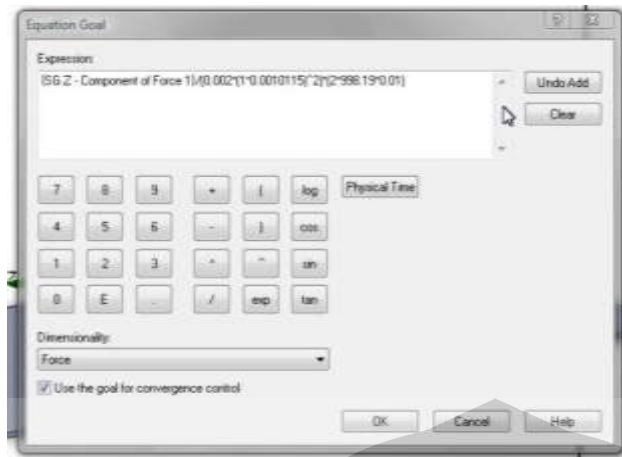 Equation Goal
Expression:
{SG Z - Component of Force 1}/(0.002*(1*0.0010115)^2)*(2*998.19*0.01)
Undo Add
Clear
7 8 9 + ( log Physical Time
4 5 6 - ) cos
1 2 3 * ^ sin
0 E . / exp tan
Dimensionality:
Force
Use the goal for convergence control
OK Cancel Help